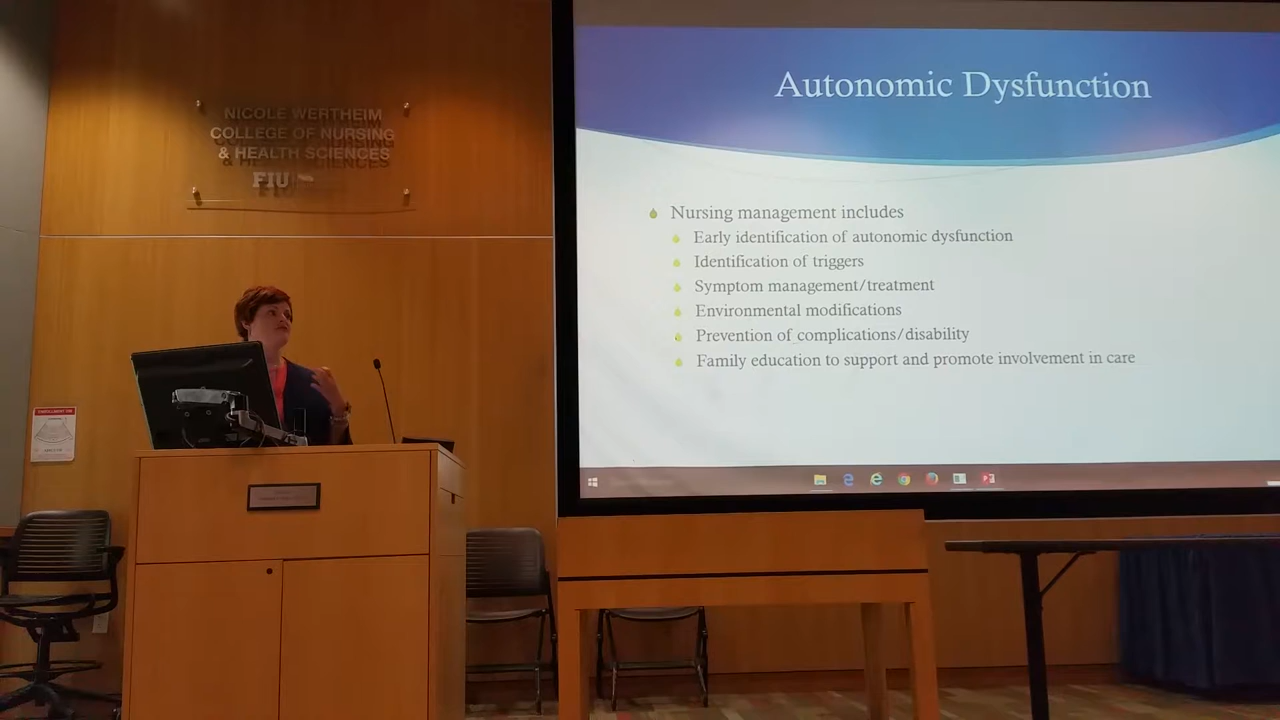 NICOLE WERTHEIM
COLLEGE OF NURSING
& HEALTH SCIENCES
FIU
Autonomic Dysfunction
Nursing management includes
Early identification of autonomic dysfunction
Identification of triggers
Symptom management/treatment
Environmental modifications
Prevention of complications/disability
Family education to support and promote involvement in care